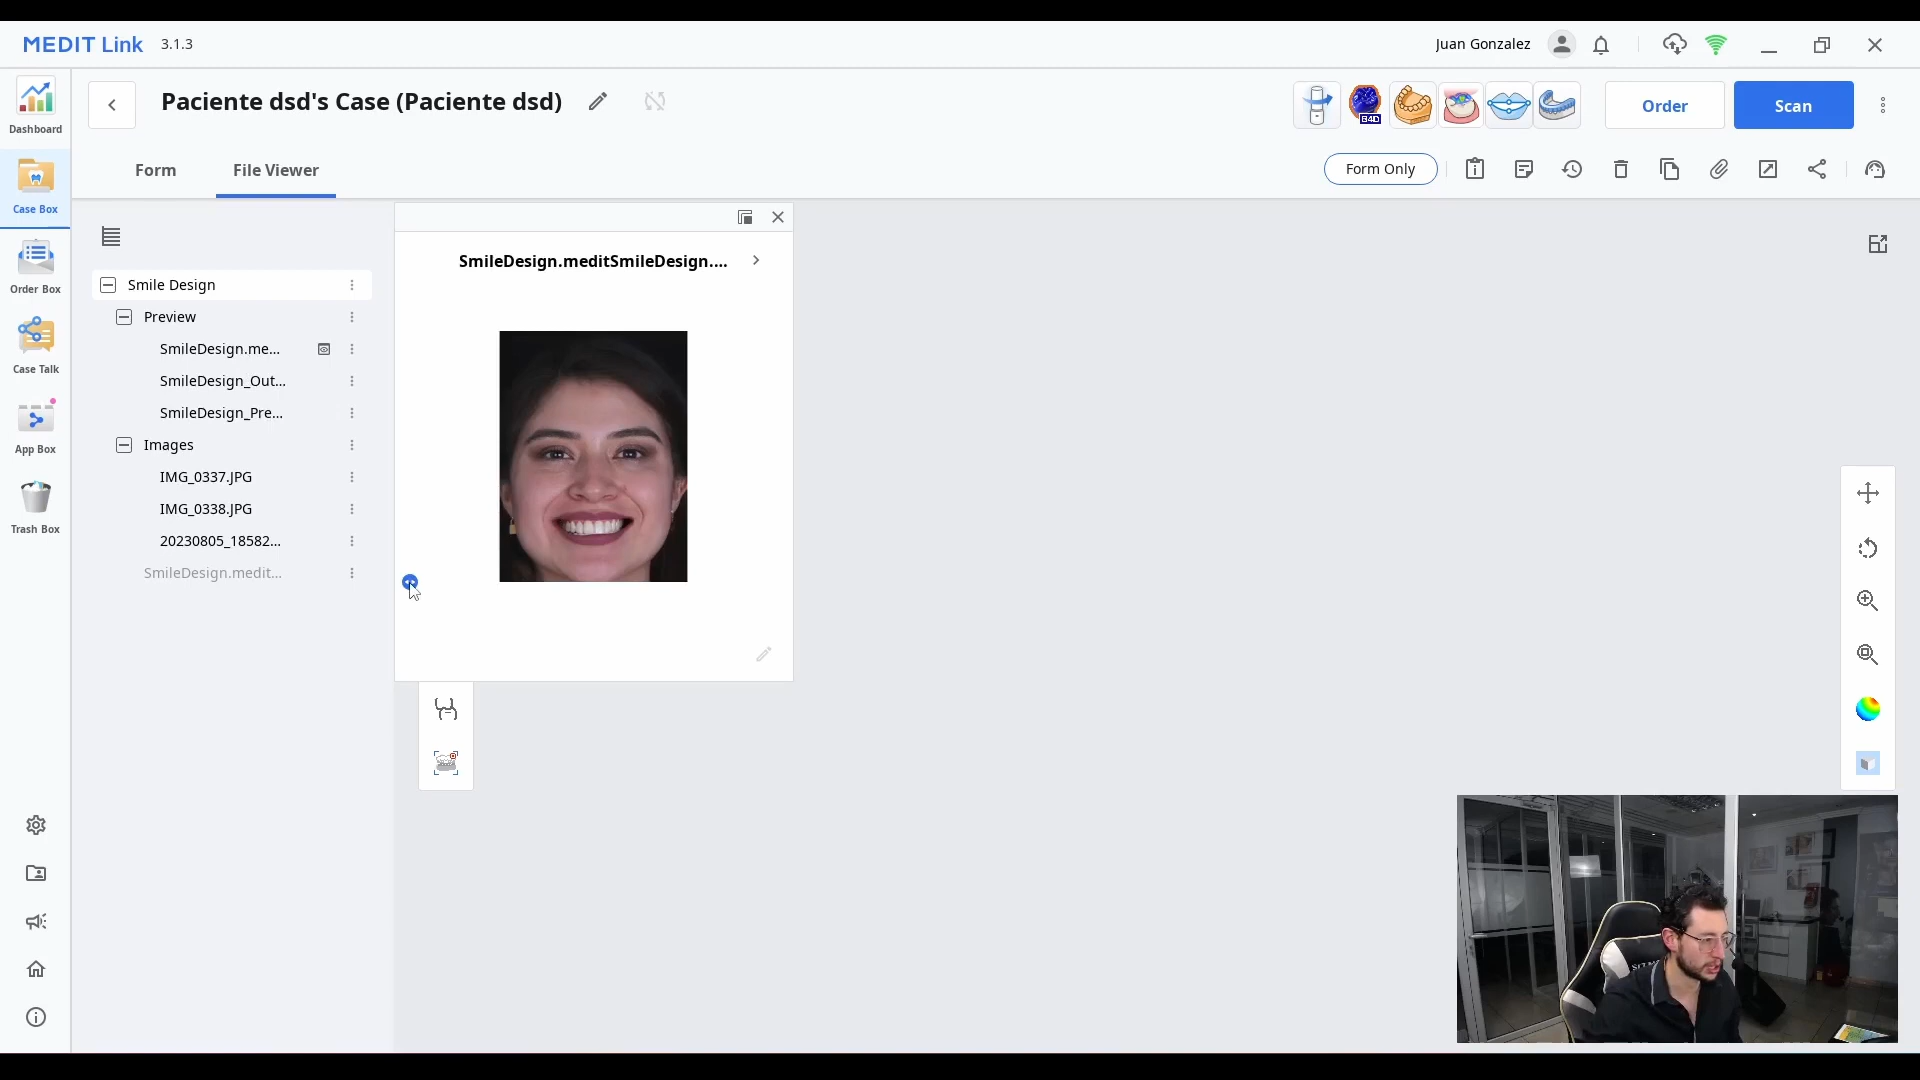 MEDIT Link 3.1.3
Juan Gonzalez
Dashboard
Case Box
Order Box
Case Talk
App Box
Trash Box
Paciente dsd's Case (Paciente dsd)
B4D
Order
Scan
Form
File Viewer
Form Only
Smile Design
Preview
SmileDesign.me...
SmileDesign_Out...
SmileDesign_Pre...
Images
IMG_0337.JPG
IMG_0338.JPG
20230805_18582...
SmileDesign.medit...
SmileDesign.meditSmileDesign....